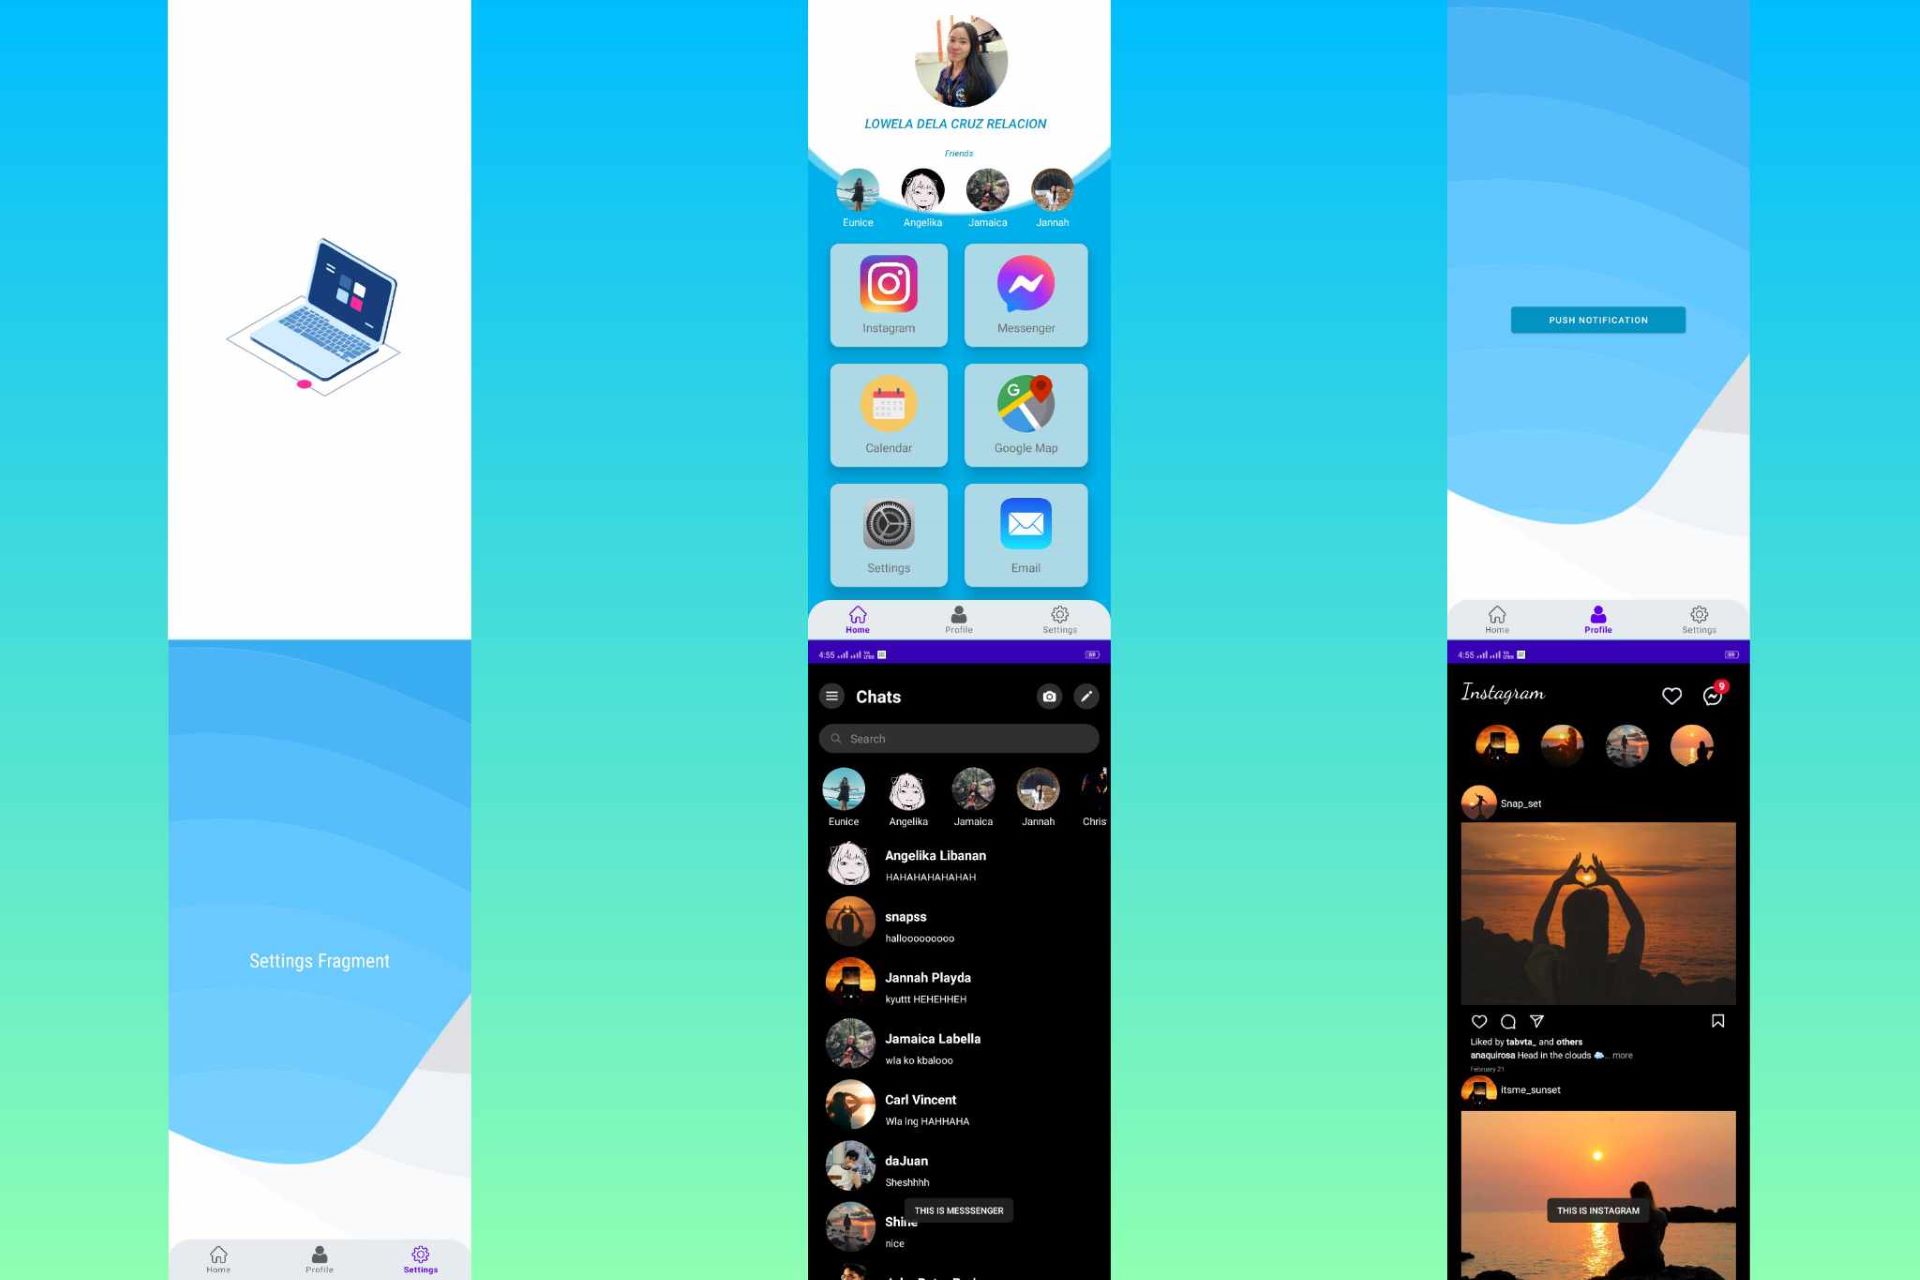 LOWELA DELA CRUZ RELACION
Friends
Eunice
Angelika
Jamaica
Jannah
Instagram
Messenger
Calendar
G
Google Map
Settings
Email
Home
Profile
Settings
PUSH NOTIFICATION
Home
Profile
Settings
Settings Fragment
Home
Profile
Settings
4:55
Chats
Search
Eunice
Angelika
Jamaica
Jannah
Chris
Angelika Libanan
HAHAHAHAHAHAH
snapss
hallooooooooo
Jannah Playda
kyuttt HEHEHHEH
Jamaica Labella
wla ko kbalooo
Carl Vincent
Wla ing HAHHAHA
daJuan
Sheshhhh
THIS IS MESSSENGER
nice
4:55
Instagram
9
Snap_set
Liked by tabvta_ and others
anaquirosa Head in the clouds ☁️... more
February 21
itsme_sunset
THIS IS INSTAGRAM